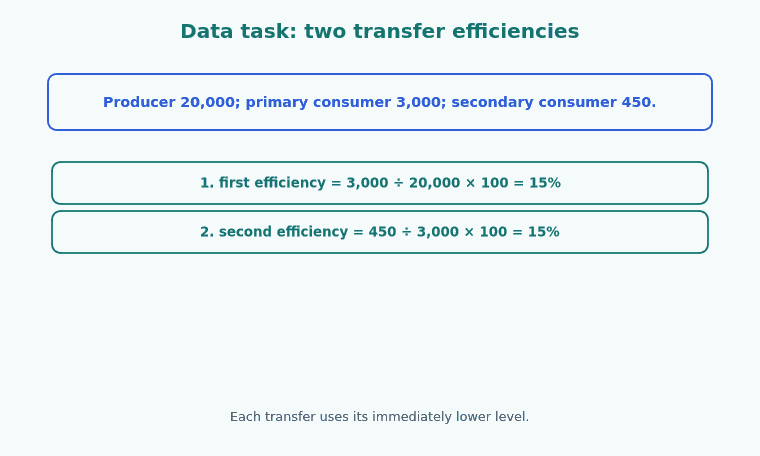 Data task: two transfer efficiencies
Producer 20,000; primary consumer 3,000; secondary consumer 450.
1. first efficiency = 3,000 ÷ 20,000 × 100 = 15%
2. second efficiency = 450 ÷ 3,000 × 100 = 15%
Each transfer uses its immediately lower level.